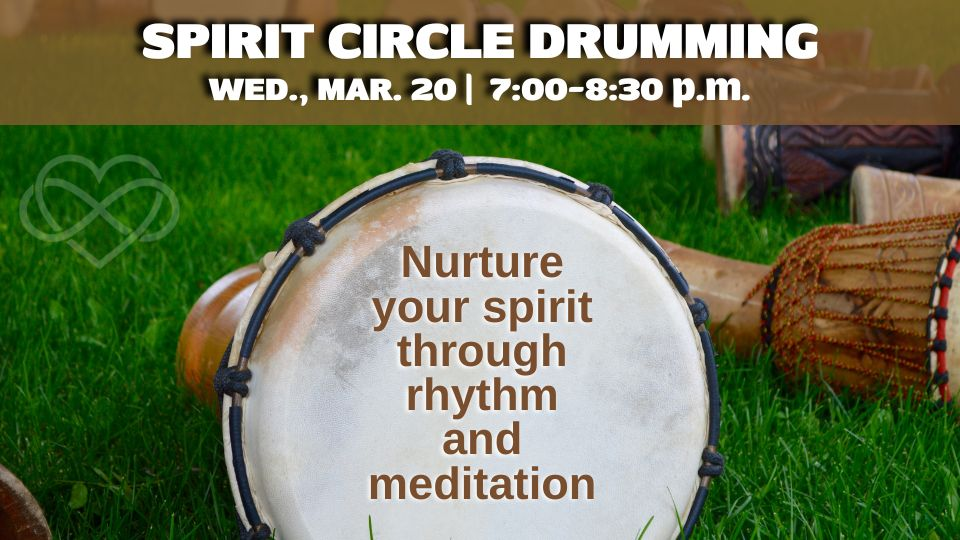 SPIRIT CIRCLE DRUMMING
WED., MAR. 20 | 7:00-8:30 p.m.
Nurture
your spirit
through
rhythm
and
meditation